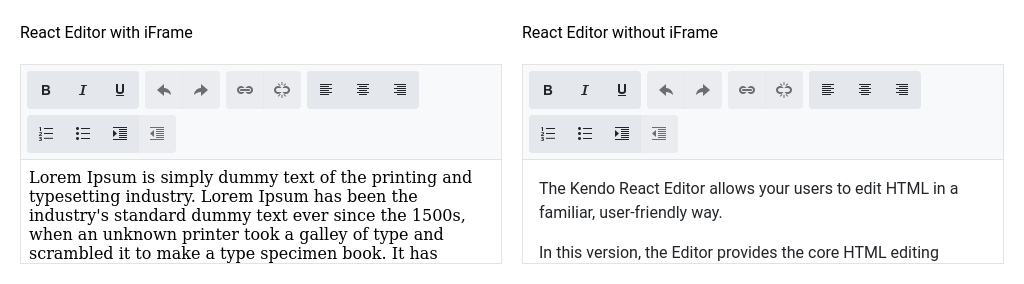 React Editor with iFrame
B I U
Lorem Ipsum is simply dummy text of the printing and
typesetting industry. Lorem Ipsum has been the
industry's standard dummy text ever since the 1500s,
when an unknown printer took a galley of type and
scrambled it to make a type specimen book. It has
React Editor without iFrame
B I U
The Kendo React Editor allows your users to edit HTML in a
familiar, user-friendly way.
In this version, the Editor provides the core HTML editing